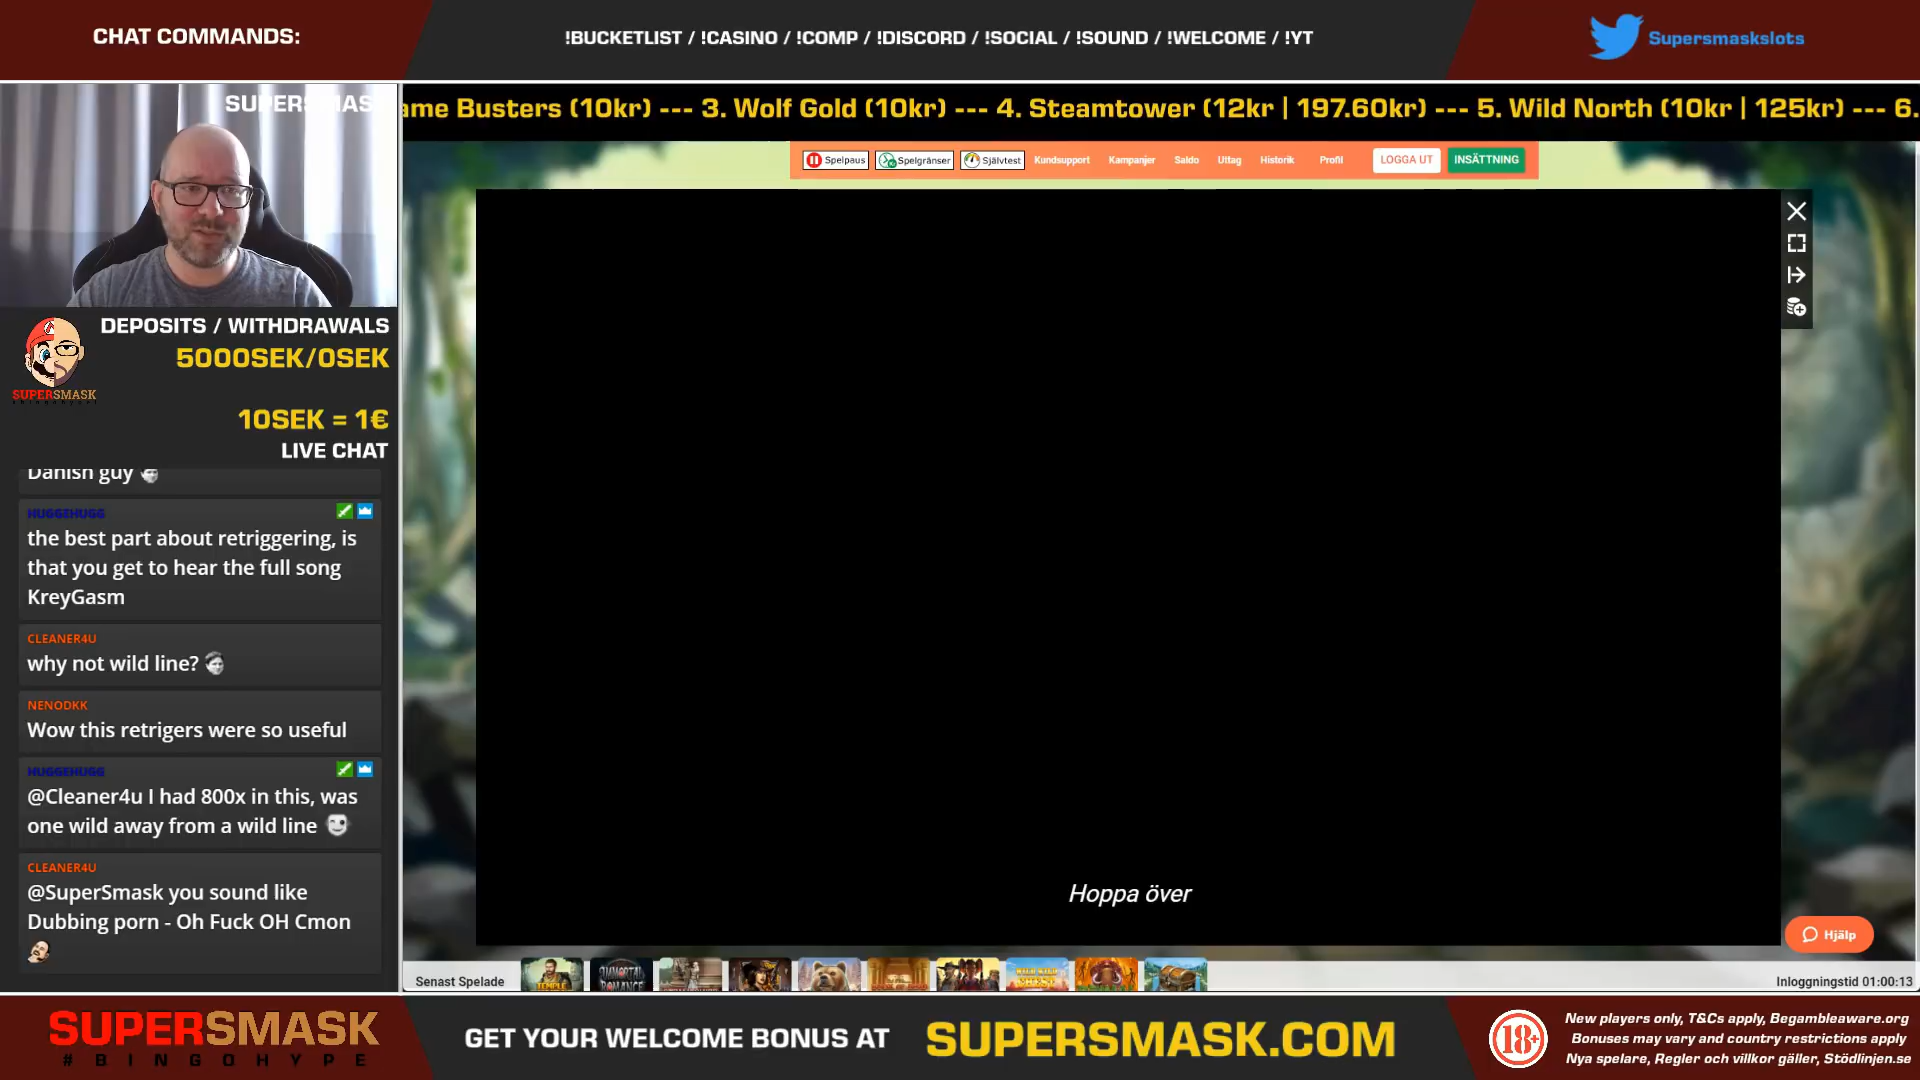 CHAT COMMANDS:
!BUCKETLIST / !CASINO / !COMP / !DISCORD / !SOCIAL / !SOUND / !WELCOME / !YT
Supersmaskslots
ame Busters (10kr) --- 3. Wolf Gold (10kr) --- 4. Steamtower (12kr | 197.60kr) --- 5. Wild North (10kr | 125kr) --- 6.
Spelpaus
Spelgränser
Självtest
Kundsupport
Kampanjer
Saldo
Uttag
Historik
Profil
LOGGA UT
INSÄTTNING
DEPOSITS / WITHDRAWALS
5000SEK/0SEK
SUPERSMASK
10SEK = 1€
LIVE CHAT
Danish guy
HUGGEHUGG
the best part about retriggering, is
that you get to hear the full song
KreyGasm
CLEANER4U
why not wild line?
NENODKK
Wow this retrigers were so useful
HUGGEHUGG
@Cleaner4u I had 800x in this, was
one wild away from a wild line
CLEANER4U
@SuperSmask you sound like
Dubbing porn - Oh Fuck OH Cmon
Hoppa över
Hjälp
Senast Spelade
TEMPLE
IMMORTAL
ROMANCE
Inloggningstid 01:00:13
SUPERSMASK
# BINGOHYPE
GET YOUR WELCOME BONUS AT
SUPERSMASK.COM
18+
New players only, T&Cs apply, Begambleaware.org
Bonuses may vary and country restrictions apply
Nya spelare, Regler och villkor gäller, Stödlinjen.se